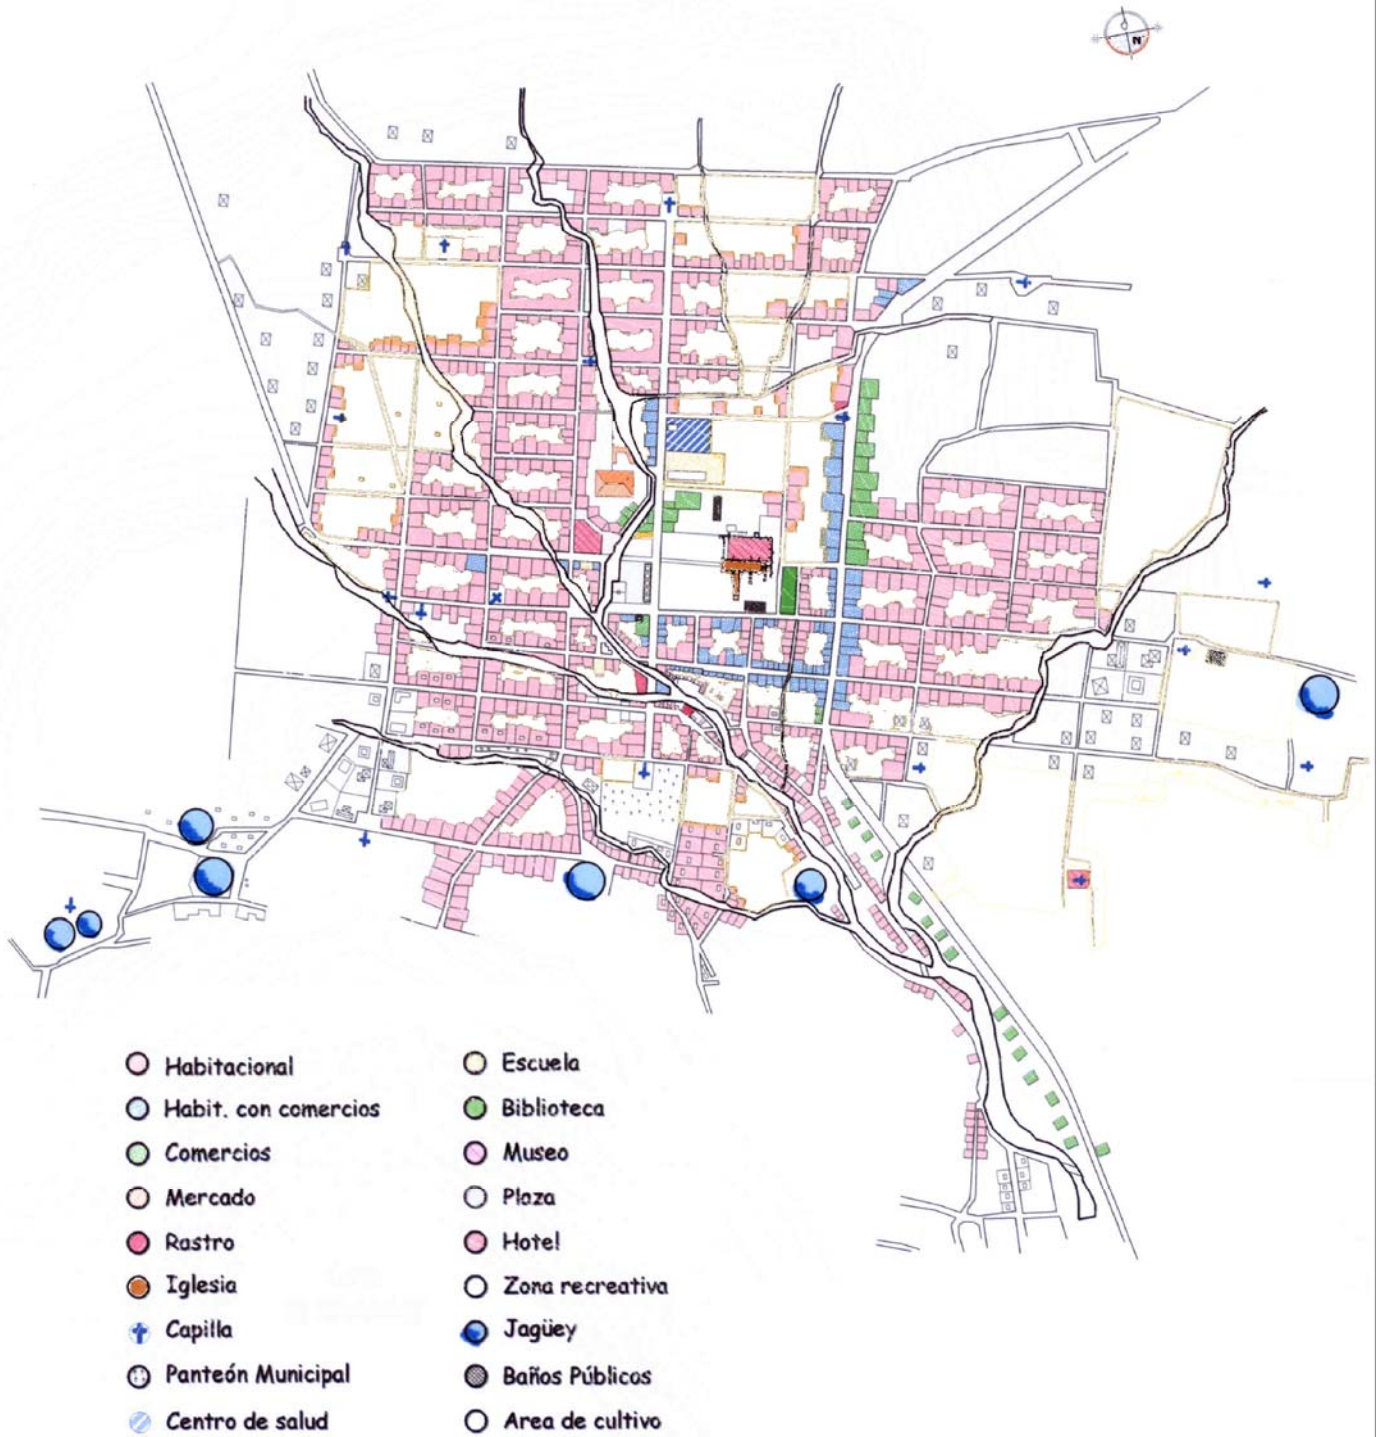 N
Habitacional
Habit. con comercios
Comercios
Mercado
Rastro
Iglesia
Capilla
Panteón Municipal
Centro de salud
Escuela
Biblioteca
Museo
Plaza
Hotel
Zona recreativa
Jagüey
Baños Públicos
Area de cultivo